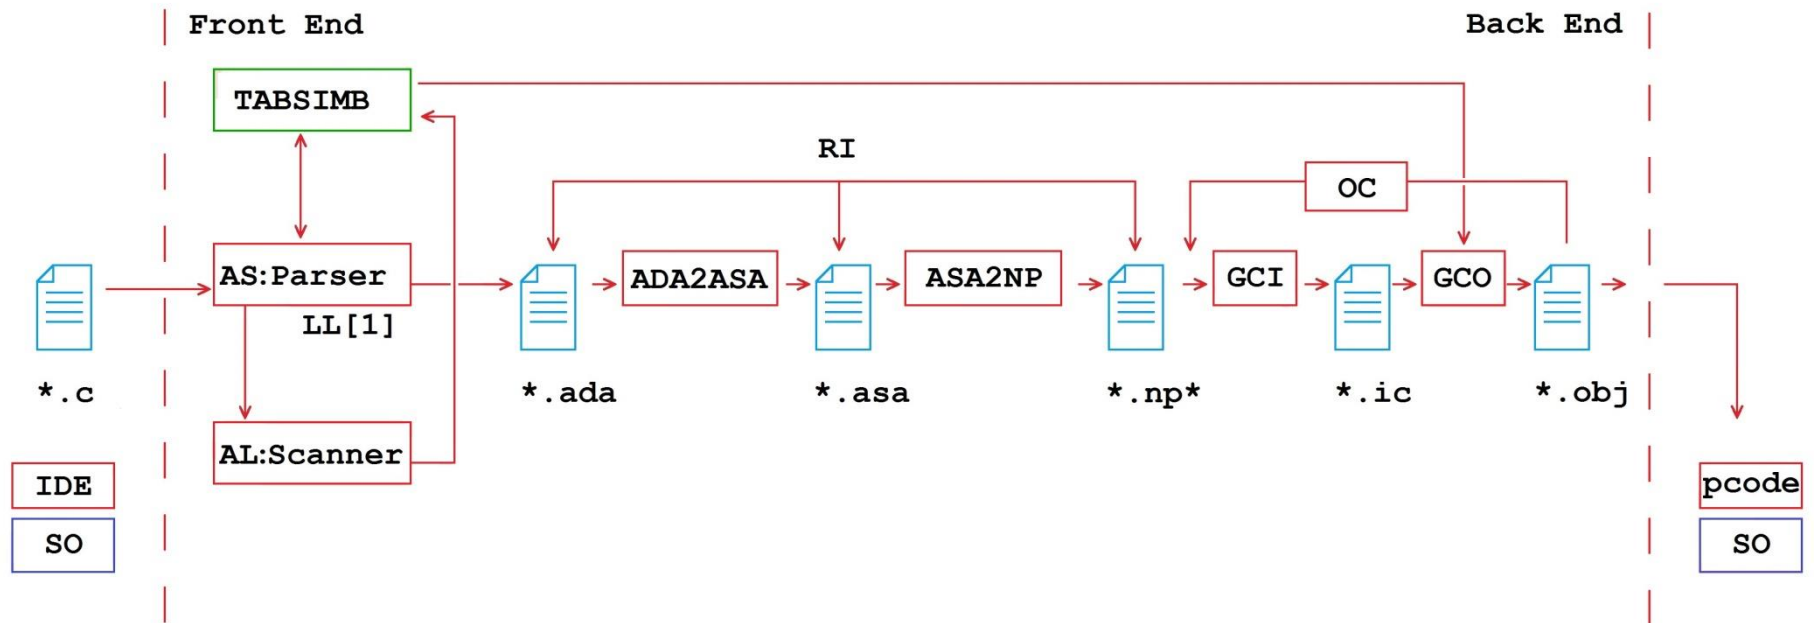 Front End
Back End
TABSIMB
RI
OC
AS:Parser
ADA2ASA
ASA2NP
GCI
GCO
LL[1]
*.c
*.ada
*.asa
*.np*
*.ic
*.obj
AL:Scanner
IDE
pcode
SO
SO